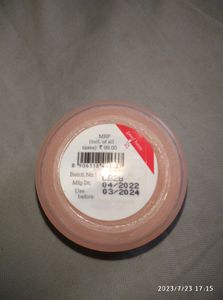 MRP
(incl. of all
taxes): ₹ 99.00
Batch No.:
Mfg Dt. 04/2022
Use 03/2024
before:
2023/7/23 17:15